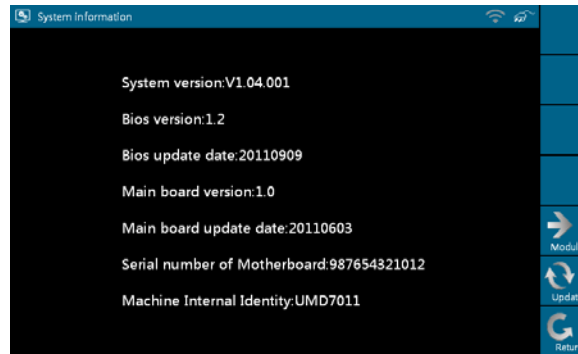 System Information
System version:V1.04.001
Bios version:1.2
Bios update date:20110909
Main board version:1.0
Main board update date:20110603
Serial number of Motherboard:987654321012
Machine Internal Identity:UMD7011
Modul
Updat
Retur